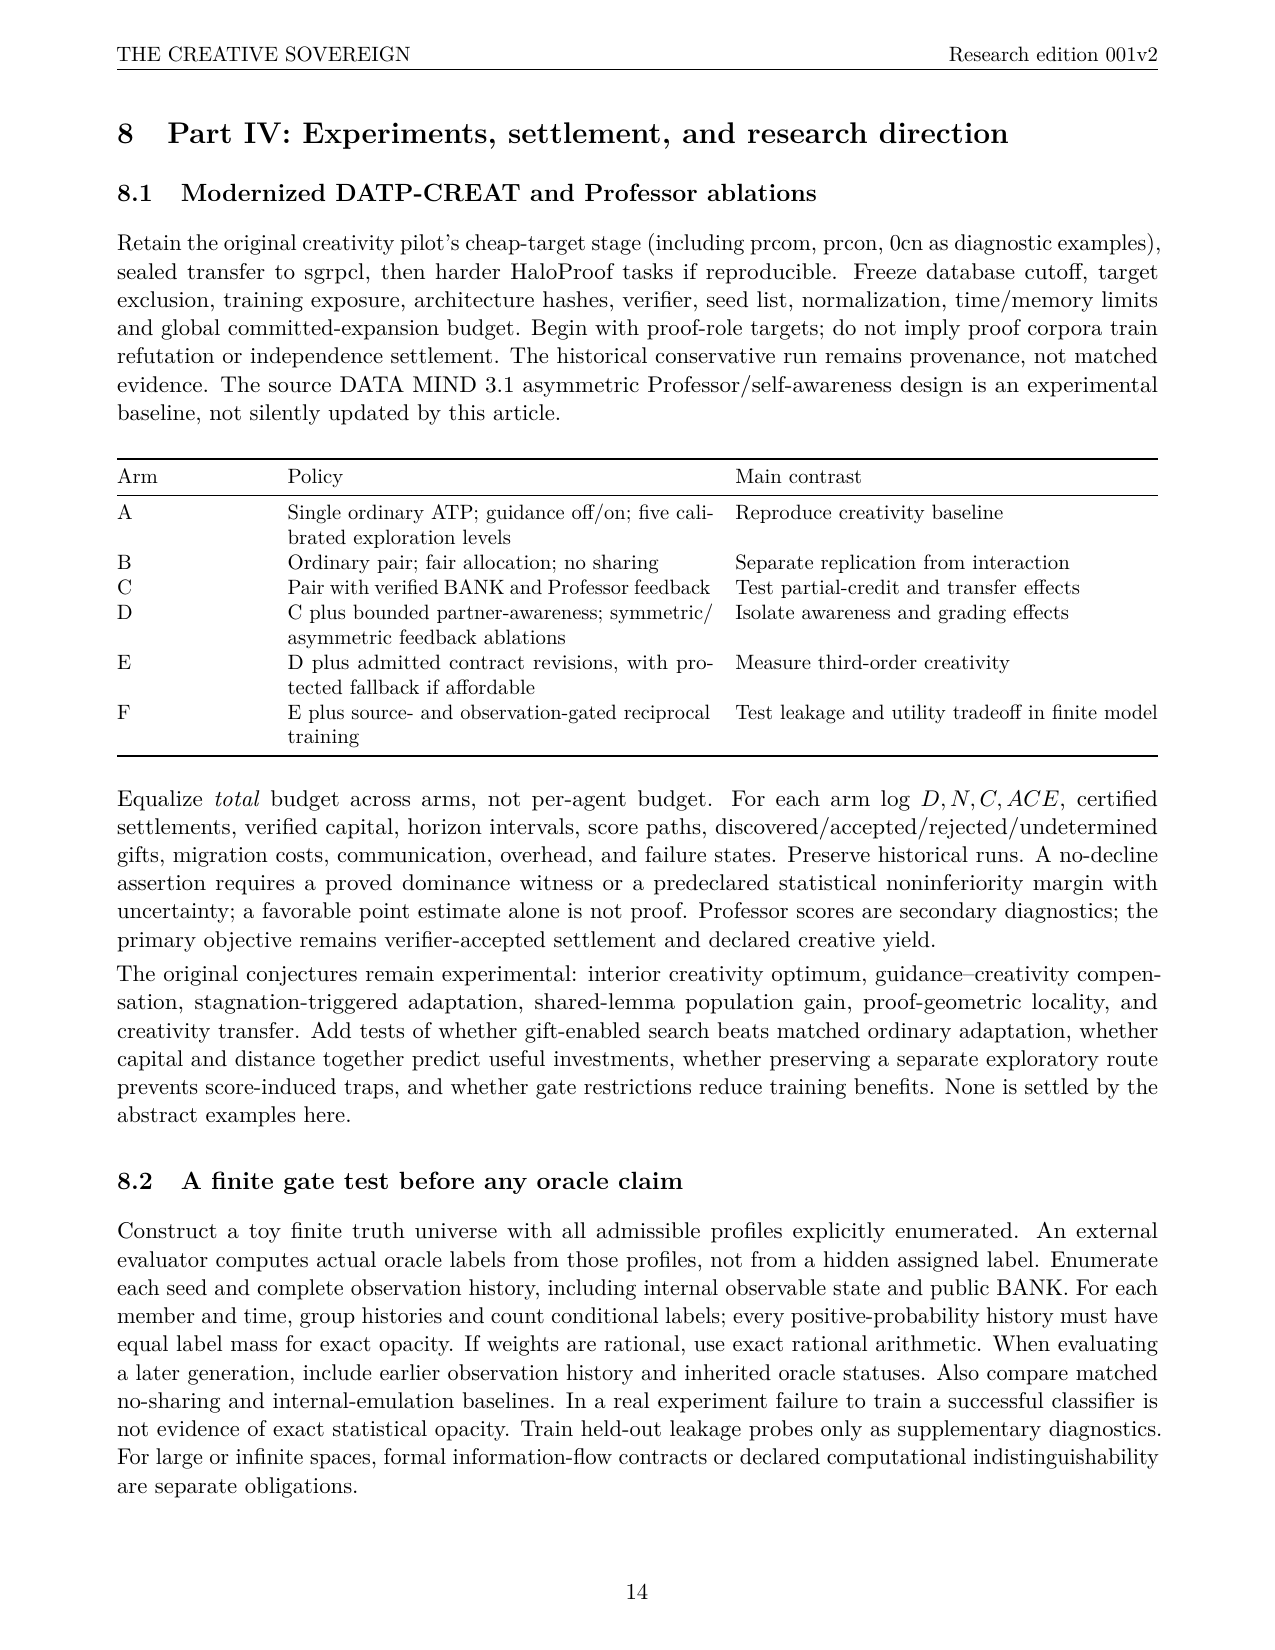 THE CREATIVE SOVEREIGN Research edition 001v2
8 Part IV: Experiments, settlement, and research direction
8.1 Modernized DATP-CREAT and Professor ablations
Retain the original creativity pilot's cheap-target stage (including prcom, prcon, 0cn as diagnostic examples),
sealed transfer to sgrpcl, then harder HaloProof tasks if reproducible. Freeze database cutoff, target
exclusion, training exposure, architecture hashes, verifier, seed list, normalization, time/memory limits
and global committed-expansion budget. Begin with proof-role targets; do not imply proof corpora train
refutation or independence settlement. The historical conservative run remains provenance, not matched
evidence. The source DATA MIND 3.1 asymmetric Professor/self-awareness design is an experimental
baseline, not silently updated by this article.
Arm Policy Main contrast
A Single ordinary ATP; guidance off/on; five cali- Reproduce creativity baseline
brated exploration levels
B Ordinary pair; fair allocation; no sharing Separate replication from interaction
C Pair with verified BANK and Professor feedback Test partial-credit and transfer effects
D C plus bounded partner-awareness; symmetric/ Isolate awareness and grading effects
asymmetric feedback ablations
E D plus admitted contract revisions, with pro- Measure third-order creativity
tected fallback if affordable
F E plus source- and observation-gated reciprocal Test leakage and utility tradeoff in finite model
training
Equalize total budget across arms, not per-agent budget. For each arm log D, N, C, ACE, certified
settlements, verified capital, horizon intervals, score paths, discovered/accepted/rejected/undetermined
gifts, migration costs, communication, overhead, and failure states. Preserve historical runs. A no-decline
assertion requires a proved dominance witness or a predeclared statistical noninferiority margin with
uncertainty; a favorable point estimate alone is not proof. Professor scores are secondary diagnostics; the
primary objective remains verifier-accepted settlement and declared creative yield.
The original conjectures remain experimental: interior creativity optimum, guidance–creativity compen-
sation, stagnation-triggered adaptation, shared-lemma population gain, proof-geometric locality, and
creativity transfer. Add tests of whether gift-enabled search beats matched ordinary adaptation, whether
capital and distance together predict useful investments, whether preserving a separate exploratory route
prevents score-induced traps, and whether gate restrictions reduce training benefits. None is settled by the
abstract examples here.
8.2 A finite gate test before any oracle claim
Construct a toy finite truth universe with all admissible profiles explicitly enumerated. An external
evaluator computes actual oracle labels from those profiles, not from a hidden assigned label. Enumerate
each seed and complete observation history, including internal observable state and public BANK. For each
member and time, group histories and count conditional labels; every positive-probability history must have
equal label mass for exact opacity. If weights are rational, use exact rational arithmetic. When evaluating
a later generation, include earlier observation history and inherited oracle statuses. Also compare matched
no-sharing and internal-emulation baselines. In a real experiment failure to train a successful classifier is
not evidence of exact statistical opacity. Train held-out leakage probes only as supplementary diagnostics.
For large or infinite spaces, formal information-flow contracts or declared computational indistinguishability
are separate obligations.
14